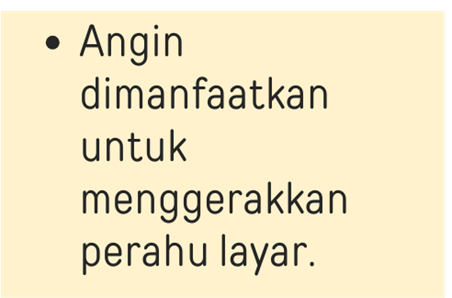 • Angin
dimanfaatkan
untuk
menggerakkan
perahu layar.